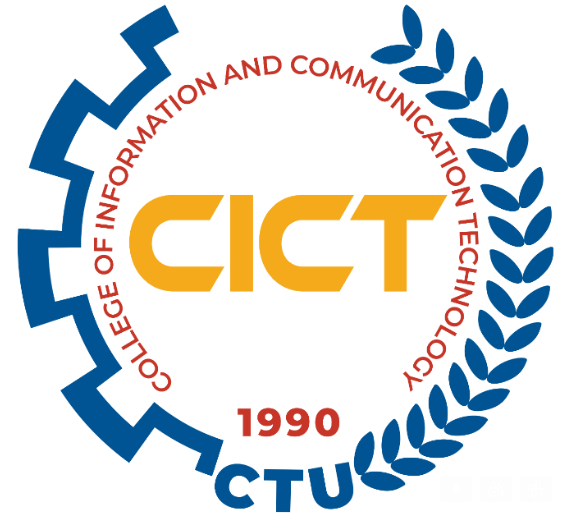 COLLEGE OF INFORMATION AND COMMUNICATION TECHNOLOGY
CICT
1990
CTU